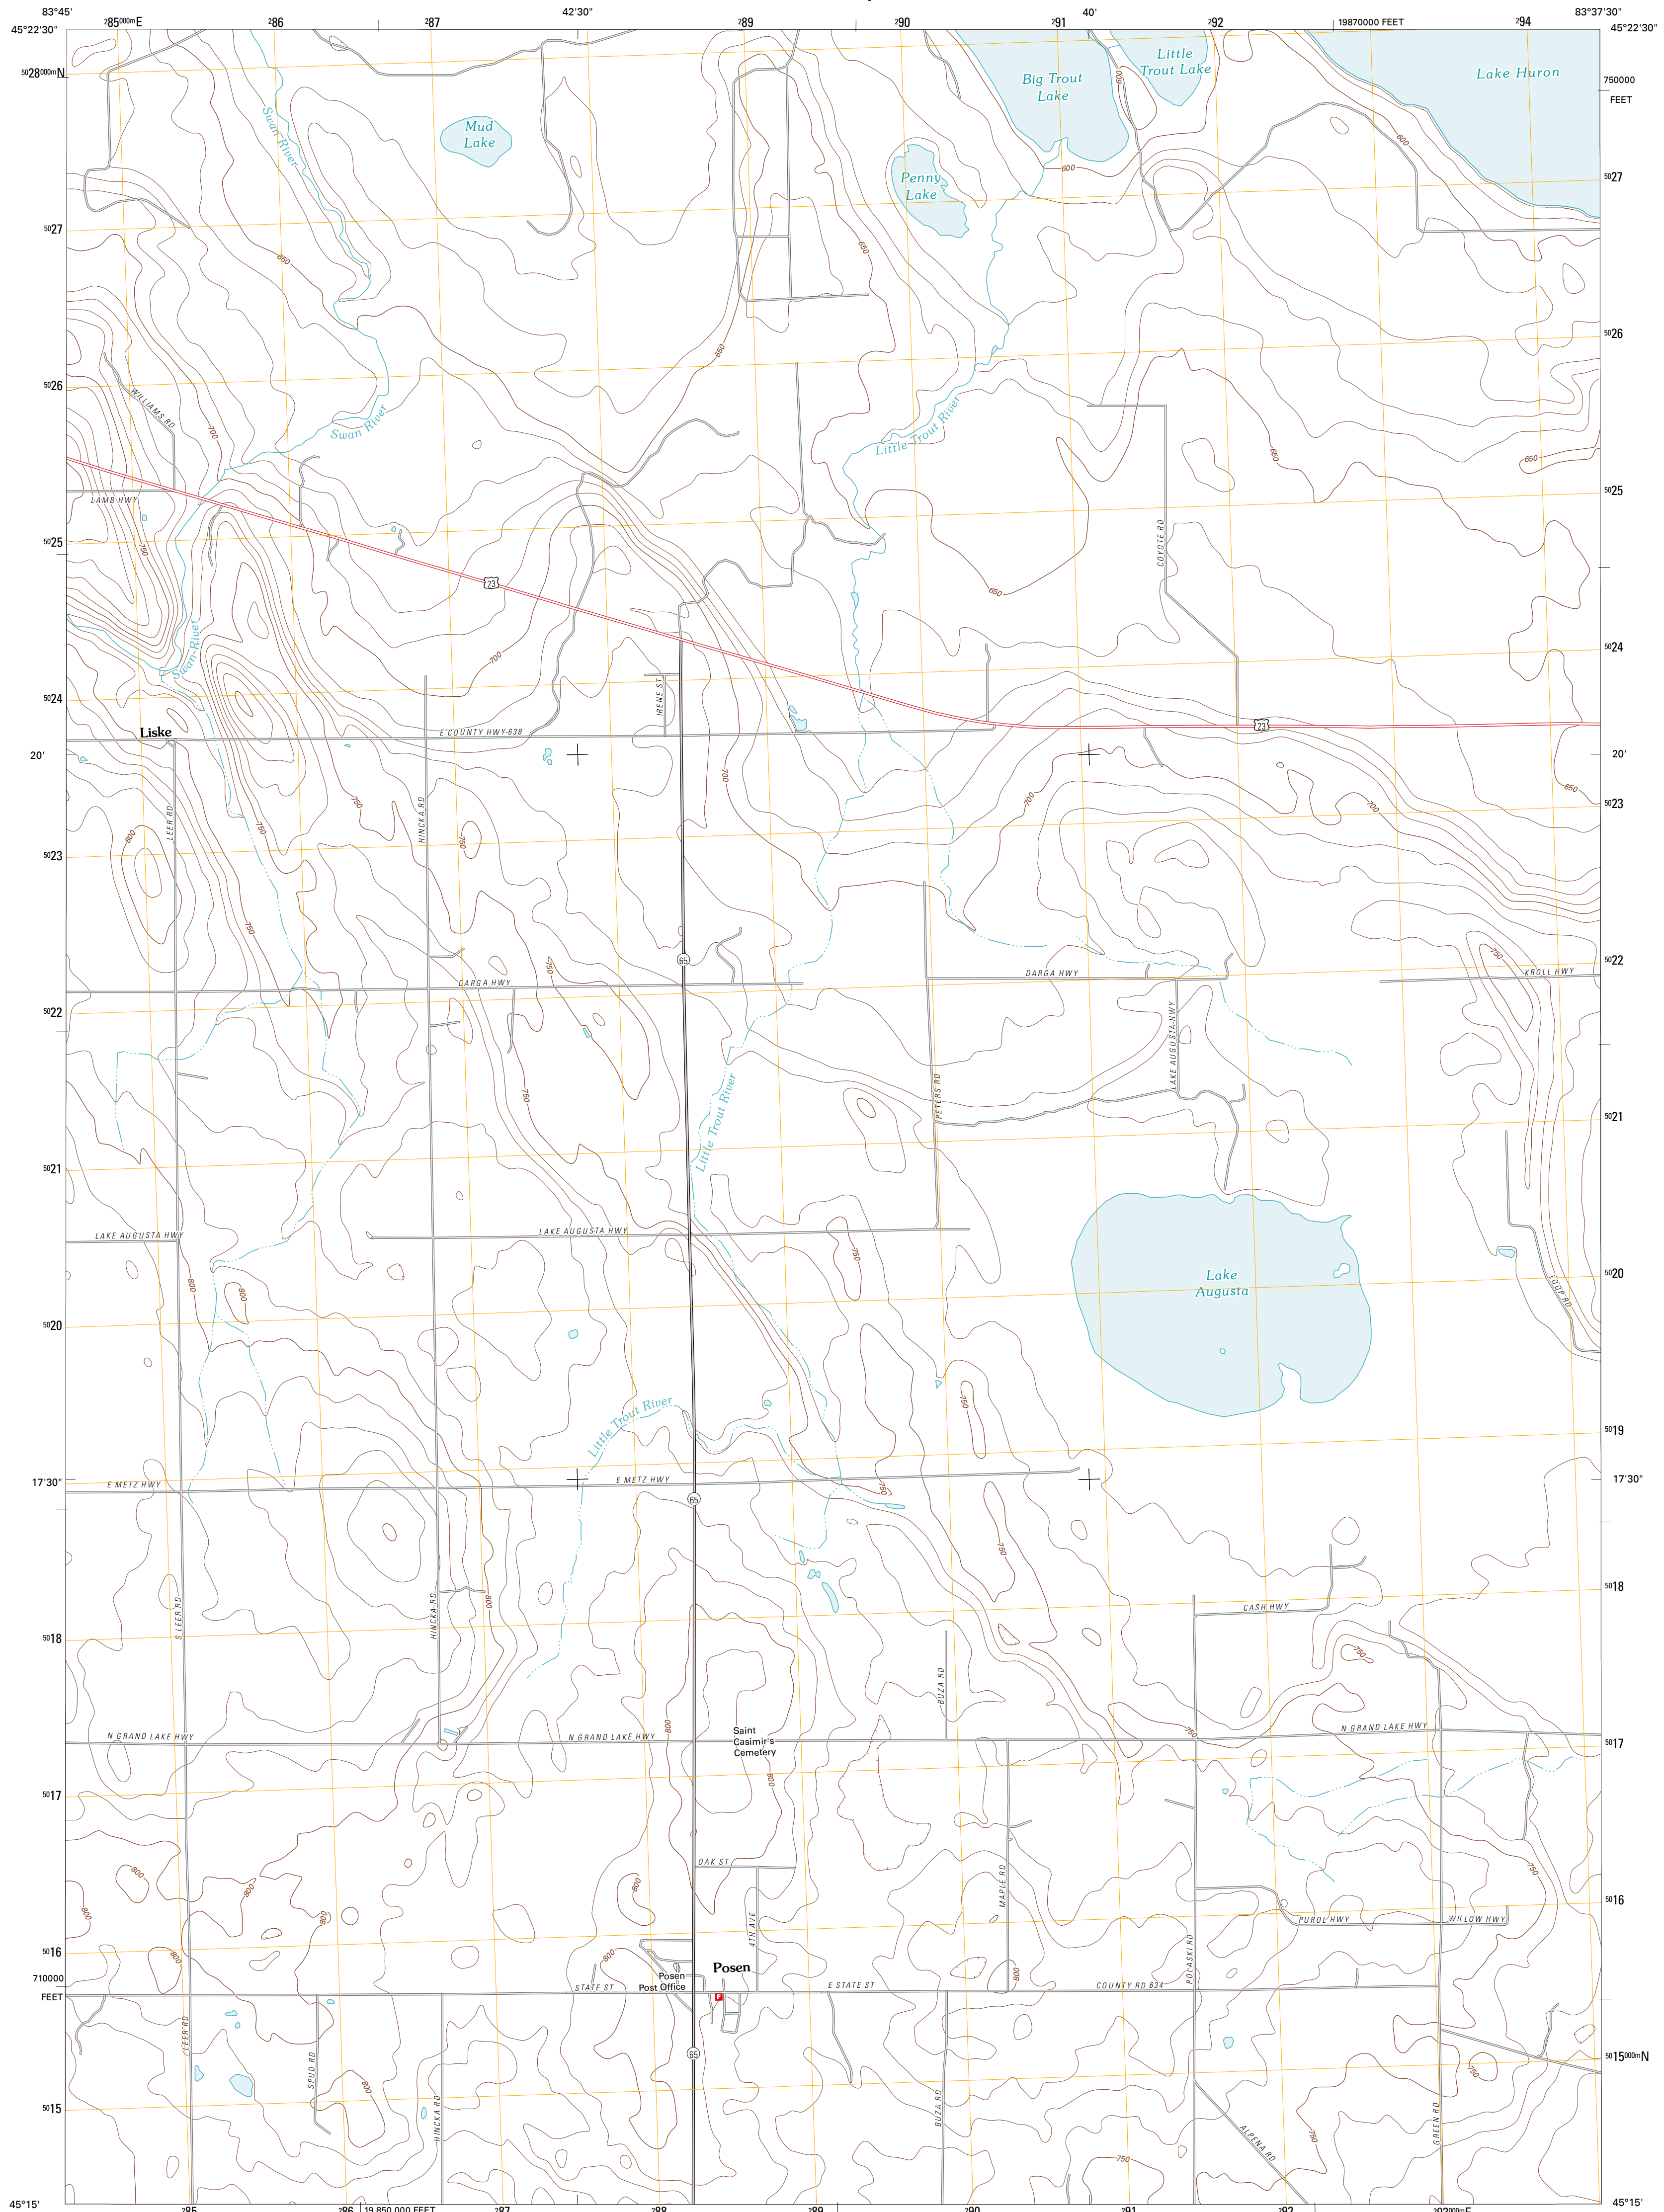 83°45'
²85⁰⁰⁰ᵐE
²86
²87
42'30"
²89
²90
²91
40'
²92
19870000 FEET
²94
83°37'30"
45°22'30"
45°22'30"
⁵⁰28⁰⁰⁰ᵐN
750000
FEET
Big Trout
Lake
Little
Trout Lake
Lake Huron
Mud
Lake
Penny
Lake
Swan River
600
600
600
⁵⁰27
⁵⁰27
650
650
650
⁵⁰26
⁵⁰26
WILLIAMS RD
Swan River
Little Trout River
700
650
650
LAMB HWY
⁵⁰25
⁵⁰25
750
COYOTE RD
23
650
Swan River
700
⁵⁰24
⁵⁰24
IRENE ST
Liske
E COUNTY HWY 638
23
20'
20'
700
700
700
650
750
750
750
800
LEER RD
HINCKA RD
⁵⁰23
⁵⁰23
750
750
750
65
DARGA HWY
DARGA HWY
KROLL HWY
⁵⁰22
⁵⁰22
LAKE AUGUSTA HWY
750
PETERS RD
Little Trout River
⁵⁰21
⁵⁰21
LAKE AUGUSTA HWY
LAKE AUGUSTA HWY
750
800
800
Lake
Augusta
LOOP RD
⁵⁰20
⁵⁰20
750
Little Trout River
⁵⁰19
E METZ HWY
E METZ HWY
17'30"
17'30"
750
65
750
S LEER RD
HINCKA RD
800
CASH HWY
⁵⁰18
⁵⁰18
750
BUZA RD
N GRAND LAKE HWY
N GRAND LAKE HWY
N GRAND LAKE HWY
800
Saint
Casimir's
Cemetery
750
⁵⁰17
⁵⁰17
800
OAK ST
800
800
800
800
800
750
MAPLE RD
4TH AVE
PUROL HWY
WILLOW HWY
⁵⁰16
⁵⁰16
800
800
800
POLASKI RD
710000
FEET
Posen
Posen
Post Office
STATE ST
E STATE ST
COUNTY RD 634
F
LEER RD
SPUD RD
65
750
⁵⁰15⁰⁰⁰ᵐN
⁵⁰15
800
HINCKA RD
BUZA RD
ALPENA RD
GREEN RD
750
750
45°15'
²85
²86
19 850 000 FEET
²87
²88
²89
²90
²91
²92
²93⁰⁰⁰ᵐE
45°15'